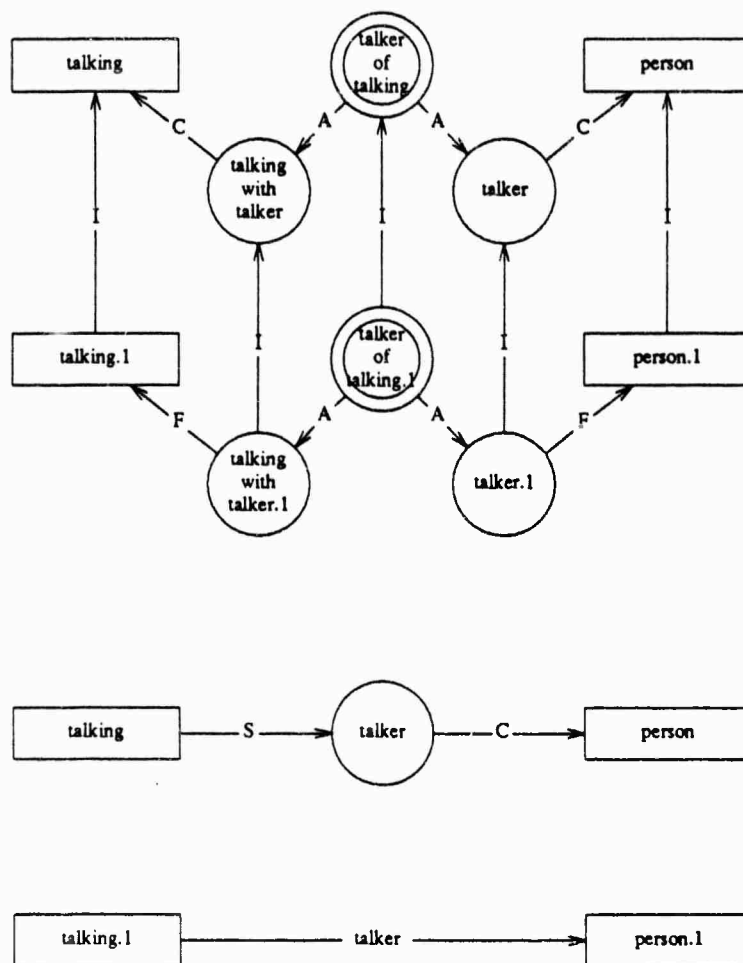 talking
talker
of
talking
person
C
A
A
C
talking
with
talker
talker
I
I
I
talking.1
talker
of
talking.1
person.1
I
I
F
A
A
F
talking
with
talker.1
talker.1
talking
S
talker
C
person
talking.1
talker
person.1